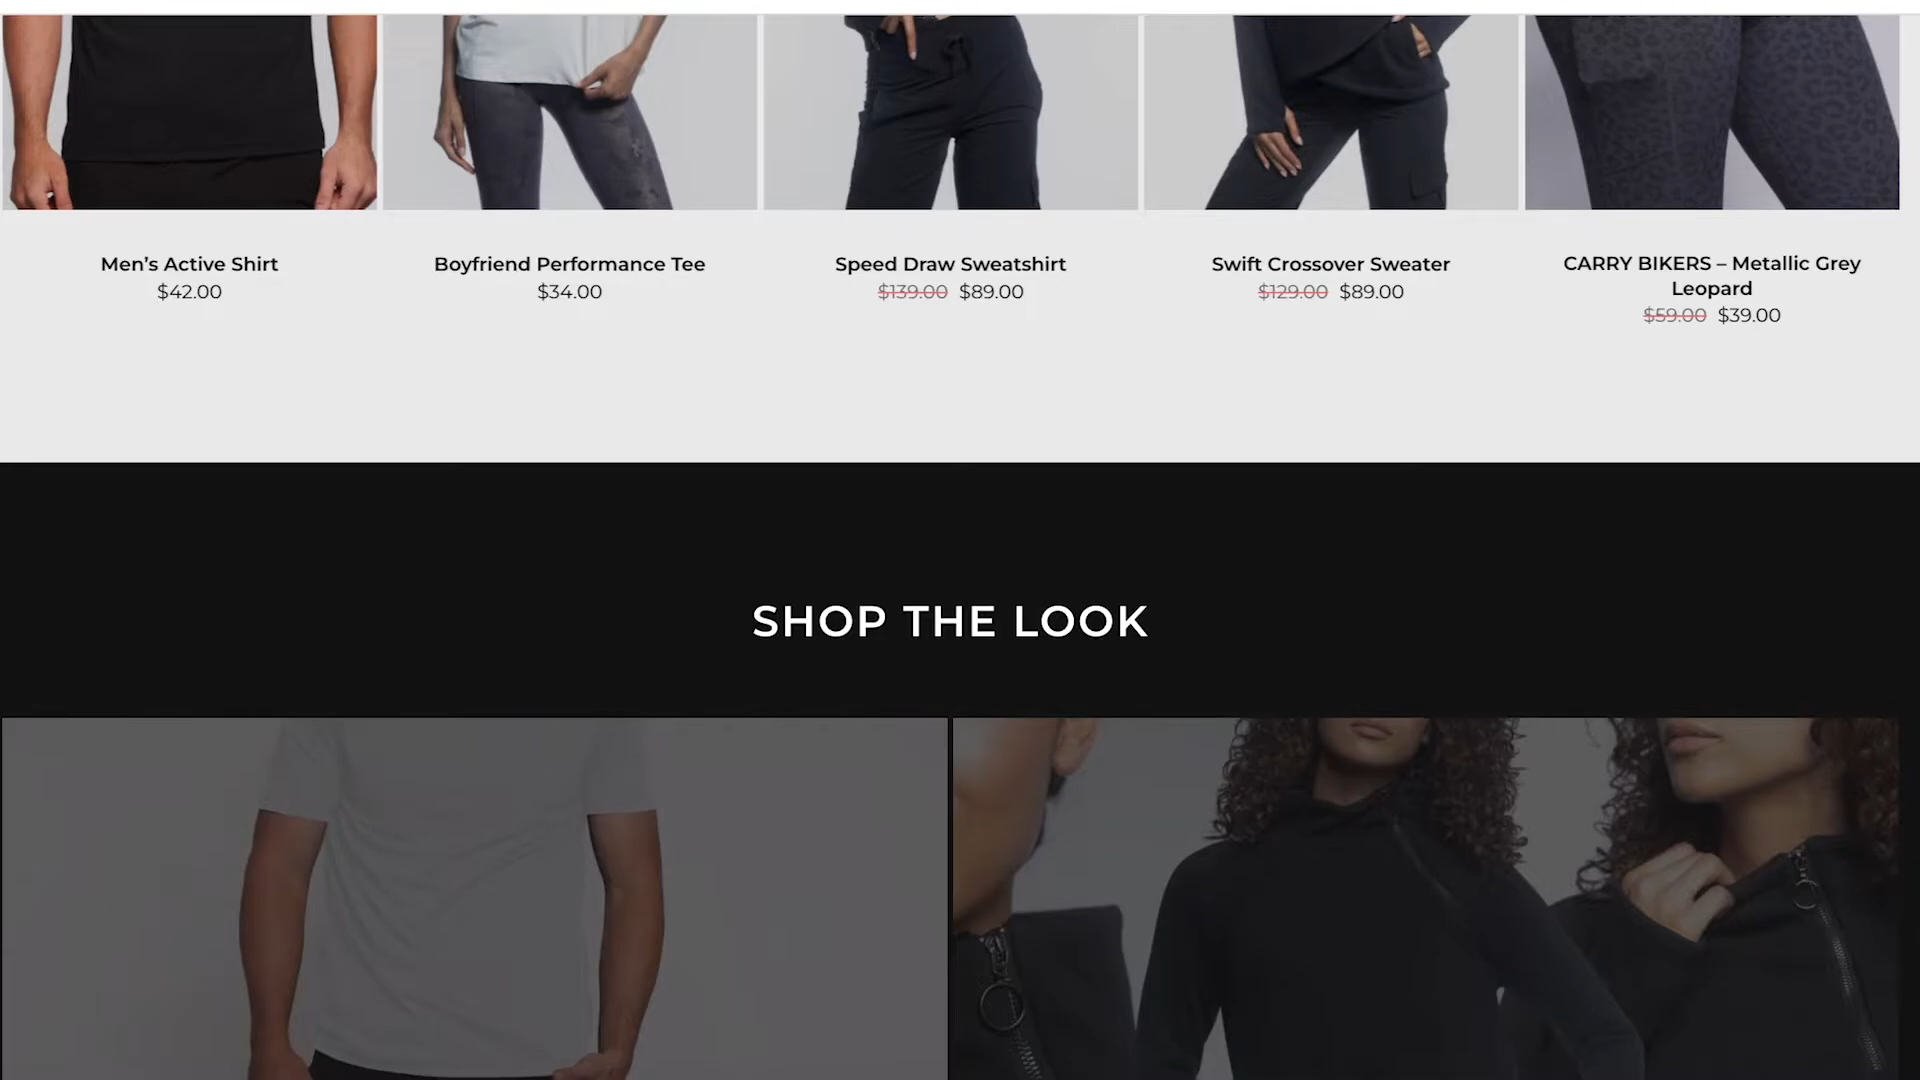 Men’s Active Shirt
$42.00
Boyfriend Performance Tee
$34.00
Speed Draw Sweatshirt
$139.00 $89.00
Swift Crossover Sweater
$129.00 $89.00
CARRY BIKERS – Metallic Grey
Leopard
$59.00 $39.00
SHOP THE LOOK